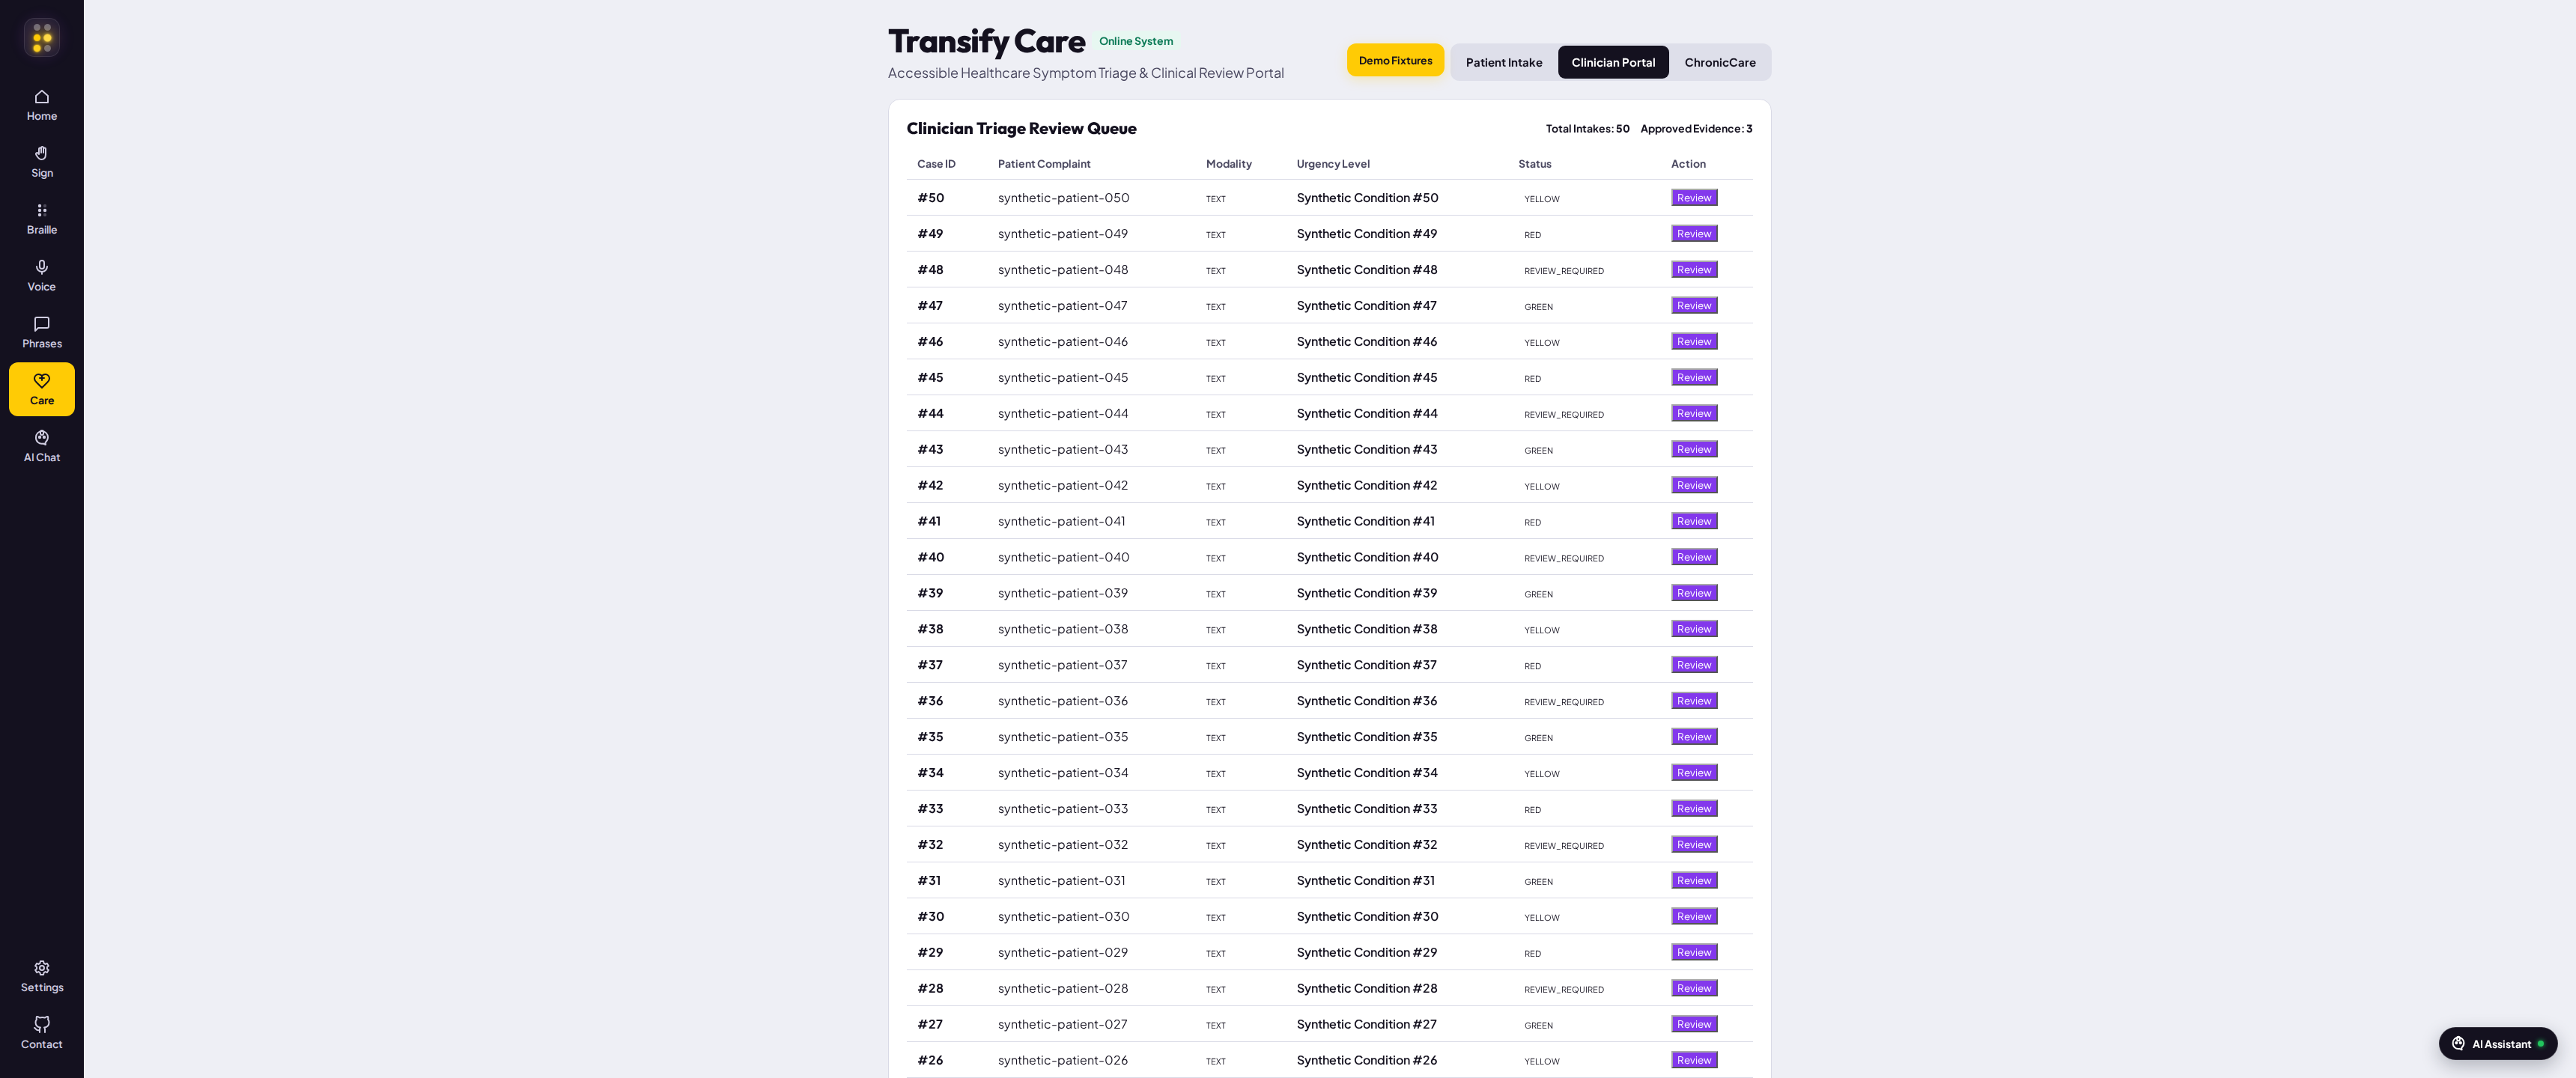 Home
Sign
Braille
Voice
Phrases
Care
AI Chat
Settings
Contact
Transify Care Online System
Accessible Healthcare Symptom Triage & Clinical Review Portal
Demo Fixtures Patient Intake Clinician Portal ChronicCare
Clinician Triage Review Queue Total Intakes: 50 Approved Evidence: 3
Case ID Patient Complaint Modality Urgency Level Status Action
#50 synthetic-patient-050 TEXT Synthetic Condition #50 YELLOW Review
#49 synthetic-patient-049 TEXT Synthetic Condition #49 RED Review
#48 synthetic-patient-048 TEXT Synthetic Condition #48 REVIEW_REQUIRED Review
#47 synthetic-patient-047 TEXT Synthetic Condition #47 GREEN Review
#46 synthetic-patient-046 TEXT Synthetic Condition #46 YELLOW Review
#45 synthetic-patient-045 TEXT Synthetic Condition #45 RED Review
#44 synthetic-patient-044 TEXT Synthetic Condition #44 REVIEW_REQUIRED Review
#43 synthetic-patient-043 TEXT Synthetic Condition #43 GREEN Review
#42 synthetic-patient-042 TEXT Synthetic Condition #42 YELLOW Review
#41 synthetic-patient-041 TEXT Synthetic Condition #41 RED Review
#40 synthetic-patient-040 TEXT Synthetic Condition #40 REVIEW_REQUIRED Review
#39 synthetic-patient-039 TEXT Synthetic Condition #39 GREEN Review
#38 synthetic-patient-038 TEXT Synthetic Condition #38 YELLOW Review
#37 synthetic-patient-037 TEXT Synthetic Condition #37 RED Review
#36 synthetic-patient-036 TEXT Synthetic Condition #36 REVIEW_REQUIRED Review
#35 synthetic-patient-035 TEXT Synthetic Condition #35 GREEN Review
#34 synthetic-patient-034 TEXT Synthetic Condition #34 YELLOW Review
#33 synthetic-patient-033 TEXT Synthetic Condition #33 RED Review
#32 synthetic-patient-032 TEXT Synthetic Condition #32 REVIEW_REQUIRED Review
#31 synthetic-patient-031 TEXT Synthetic Condition #31 GREEN Review
#30 synthetic-patient-030 TEXT Synthetic Condition #30 YELLOW Review
#29 synthetic-patient-029 TEXT Synthetic Condition #29 RED Review
#28 synthetic-patient-028 TEXT Synthetic Condition #28 REVIEW_REQUIRED Review
#27 synthetic-patient-027 TEXT Synthetic Condition #27 GREEN Review
#26 synthetic-patient-026 TEXT Synthetic Condition #26 YELLOW Review
AI Assistant